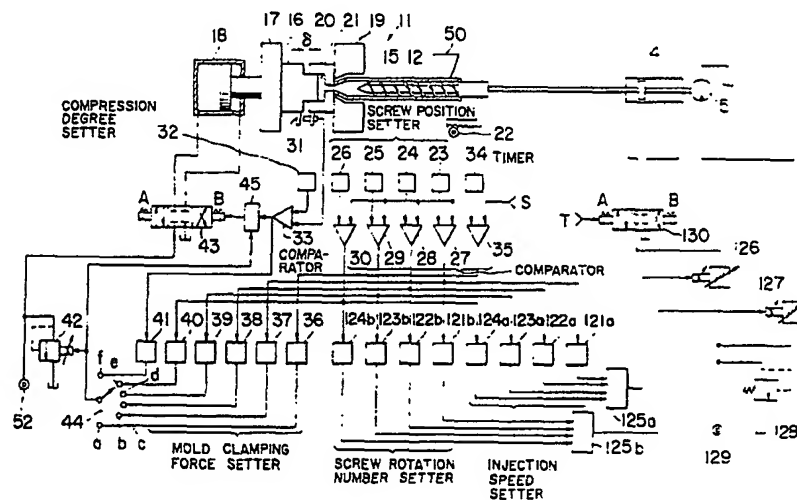 17 16 δ 20 21 19 11
18 15 12 50 4
5
COMPRESSION
DEGREE
SETTER
SCREW POSITION
SETTER
22
32 31 26 25 24 23 34 TIMER
A B 45 S T A B
43 33 30 29 28 27 35 130
COMPA-
RATOR
COMPARATOR
126
127
42 41 40 39 38 37 36 124b 123b 122b 121b 124a 123a 122a 121a
f e d
52 44 a b c
MOLD CLAMPING
FORCE SETTER
SCREW ROTATION
NUMBER SETTER
INJECTION
SPEED
SETTER
125a
125b
129 128